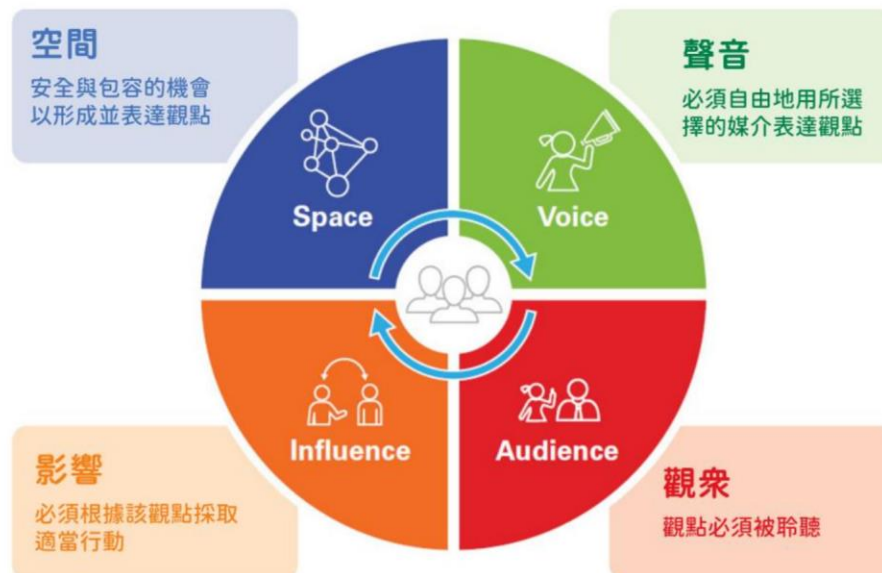 空間
安全與包容的機會
以形成並表達觀點
聲音
必須自由地用所選
擇的媒介表達觀點
Space
Voice
Influence
Audience
影響
必須根據該觀點採取
適當行動
觀衆
觀點必須被聆聽